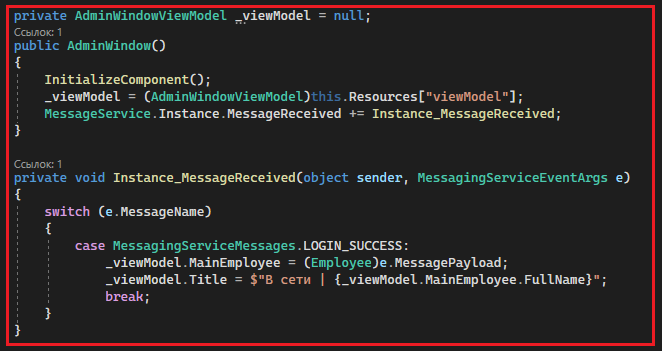 private AdminWindowViewModel _viewModel = null;
Ссылок: 1
public AdminWindow()
{
    InitializeComponent();
    _viewModel = (AdminWindowViewModel)this.Resources["viewModel"];
    MessageService.Instance.MessageReceived += Instance_MessageReceived;
}
Ссылок: 1
private void Instance_MessageReceived(object sender, MessagingServiceEventArgs e)
{
    switch (e.MessageName)
    {
        case MessagingServiceMessages.LOGIN_SUCCESS:
            _viewModel.MainEmployee = (Employee)e.MessagePayload;
            _viewModel.Title = $"В сети | {_viewModel.MainEmployee.FullName}";
            break;
    }
}